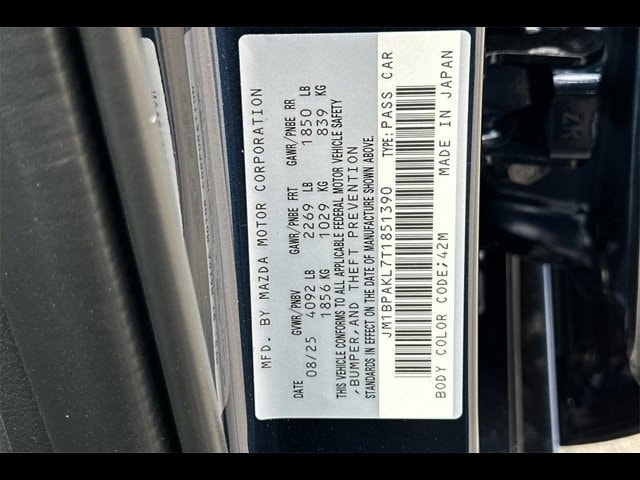 MFD. BY MAZDA MOTOR CORPORATION
DATE GVWR/PNBV GAWR/PNBE FRT GAWR/PNBE RR
08/25 4092 LB 2269 LB 1850 LB
1856 KG 1029 KG 839 KG
THIS VEHICLE CONFORMS TO ALL APPLICABLE FEDERAL MOTOR VEHICLE SAFETY
,BUMPER,AND THEFT PREVENTION
STANDARDS IN EFFECT ON THE DATE OF MANUFACTURE SHOWN ABOVE.
JM1BPAKL7T1851390 TYPE:PASS CAR
BODY COLOR CODE;42M MADE IN JAPAN